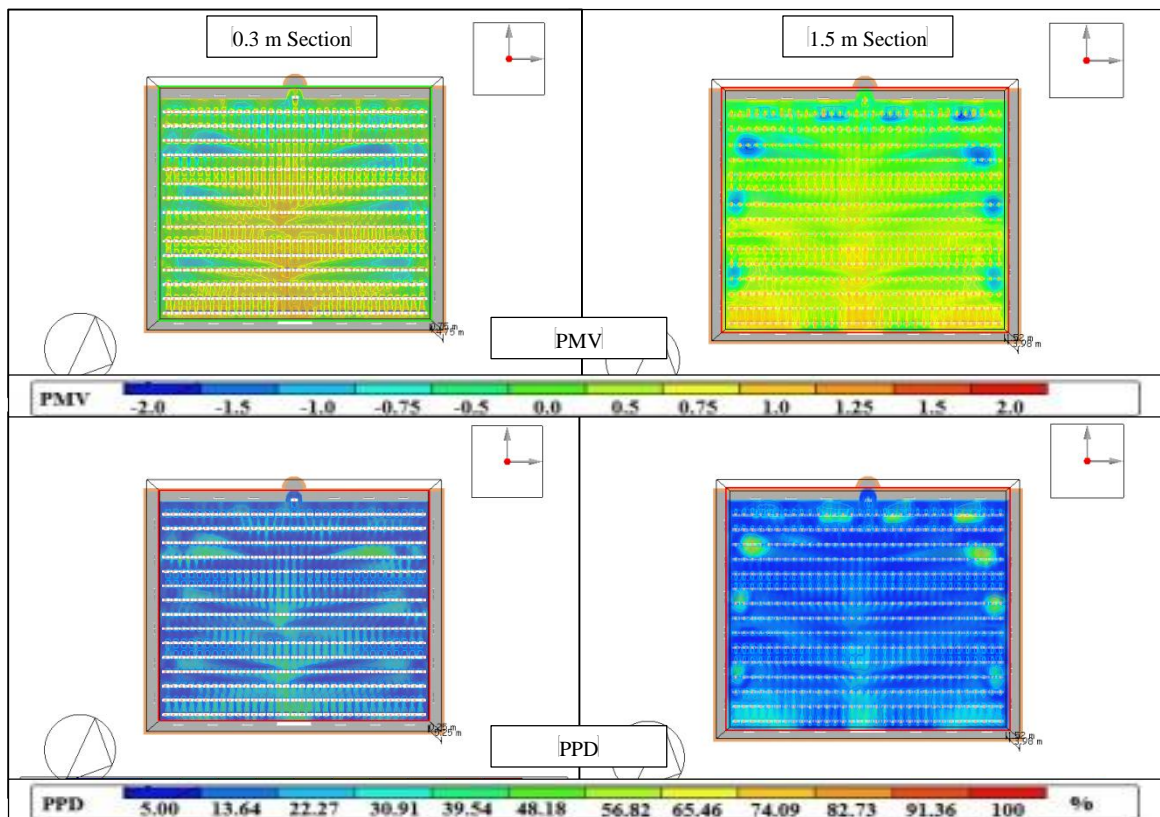 0.3 m Section
1.5 m Section
PMV
PMV -2.0 -1.5 -1.0 -0.75 -0.5 0.0 0.5 0.75 1.0 1.25 1.5 2.0
PPD
PPD 5.00 13.64 22.27 30.91 39.54 48.18 56.82 65.46 74.09 82.73 91.36 100 %